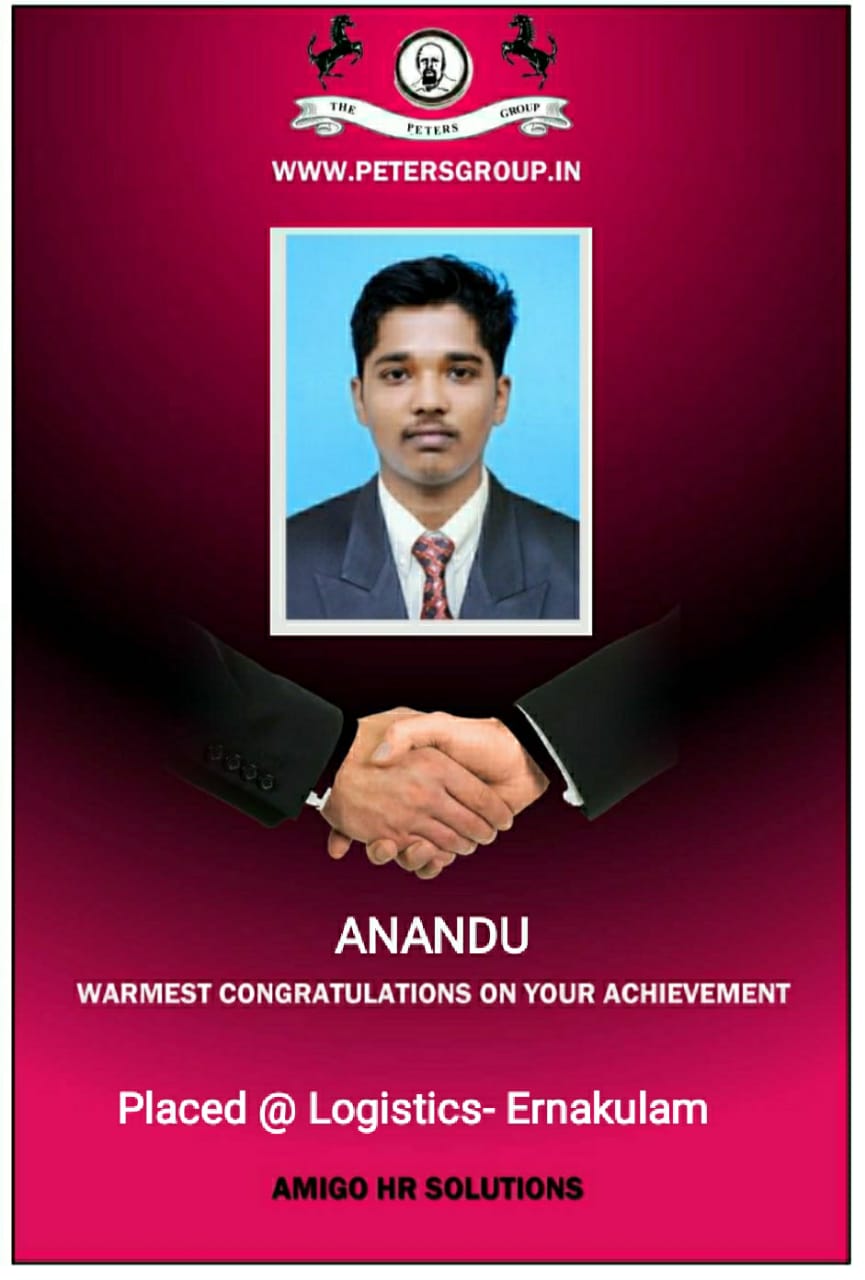 THE PETERS GROUP
WWW.PETERSGROUP.IN
ANANDU
WARMEST CONGRATULATIONS ON YOUR ACHIEVEMENT
Placed @ Logistics- Ernakulam
AMIGO HR SOLUTIONS